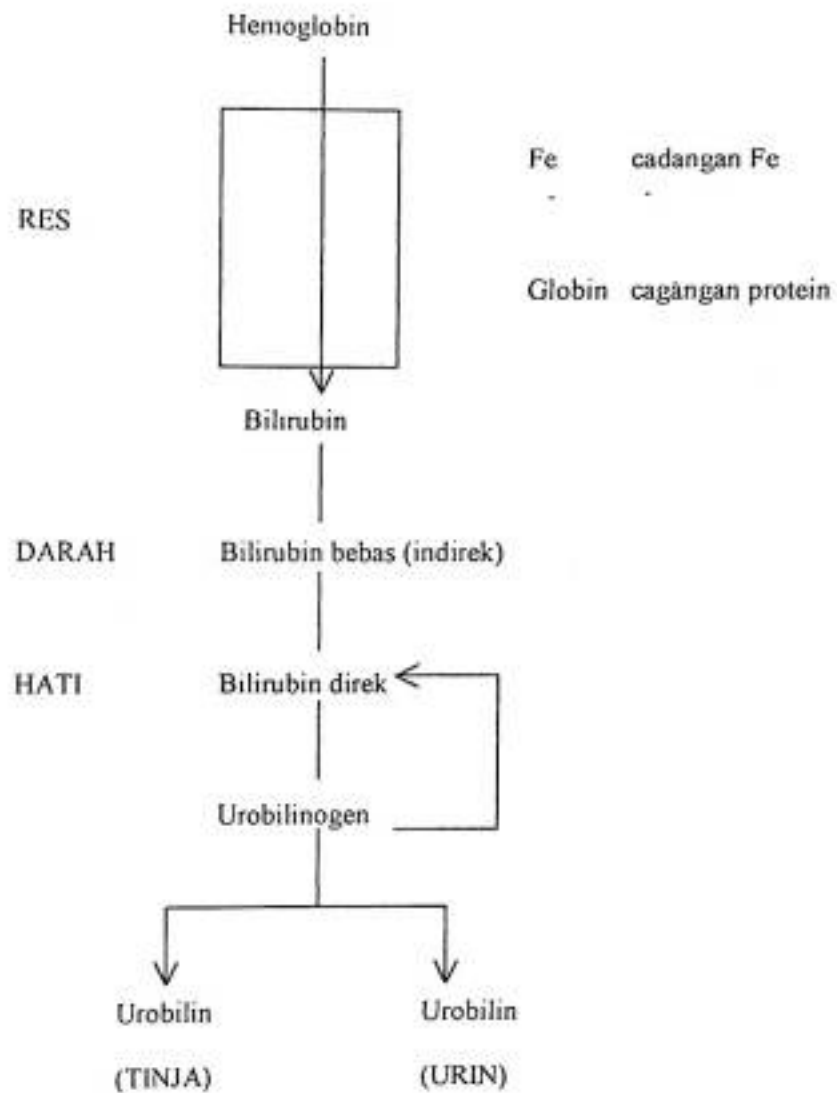 Hemoglobin
Fe cadangan Fe
RES
Globin cagangan protein
Bilirubin
DARAH Bilirubin bebas (indirek)
HATI Bilirubin direk
Urobilinogen
Urobilin Urobilin
(TINJA) (URIN)